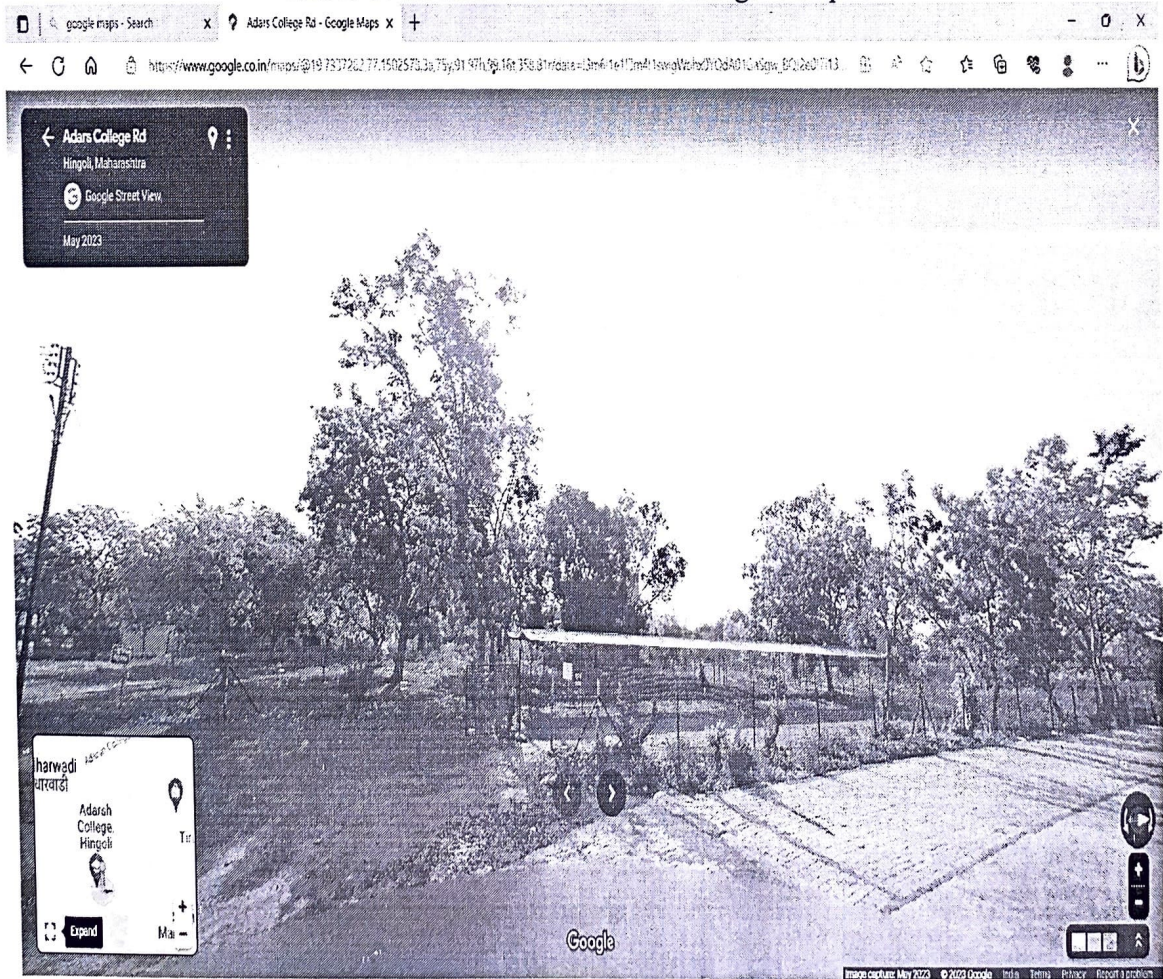 google maps - Search
Adars College Rd - Google Maps
Adars College Rd
Hingoli, Maharashtra
Google Street View
May 2023
harwadi
धारवाडी
Adarsh
College,
Hingoli
Expand
Google
Image capture: May 2023 © 2023 Google India Terms Privacy Report a problem